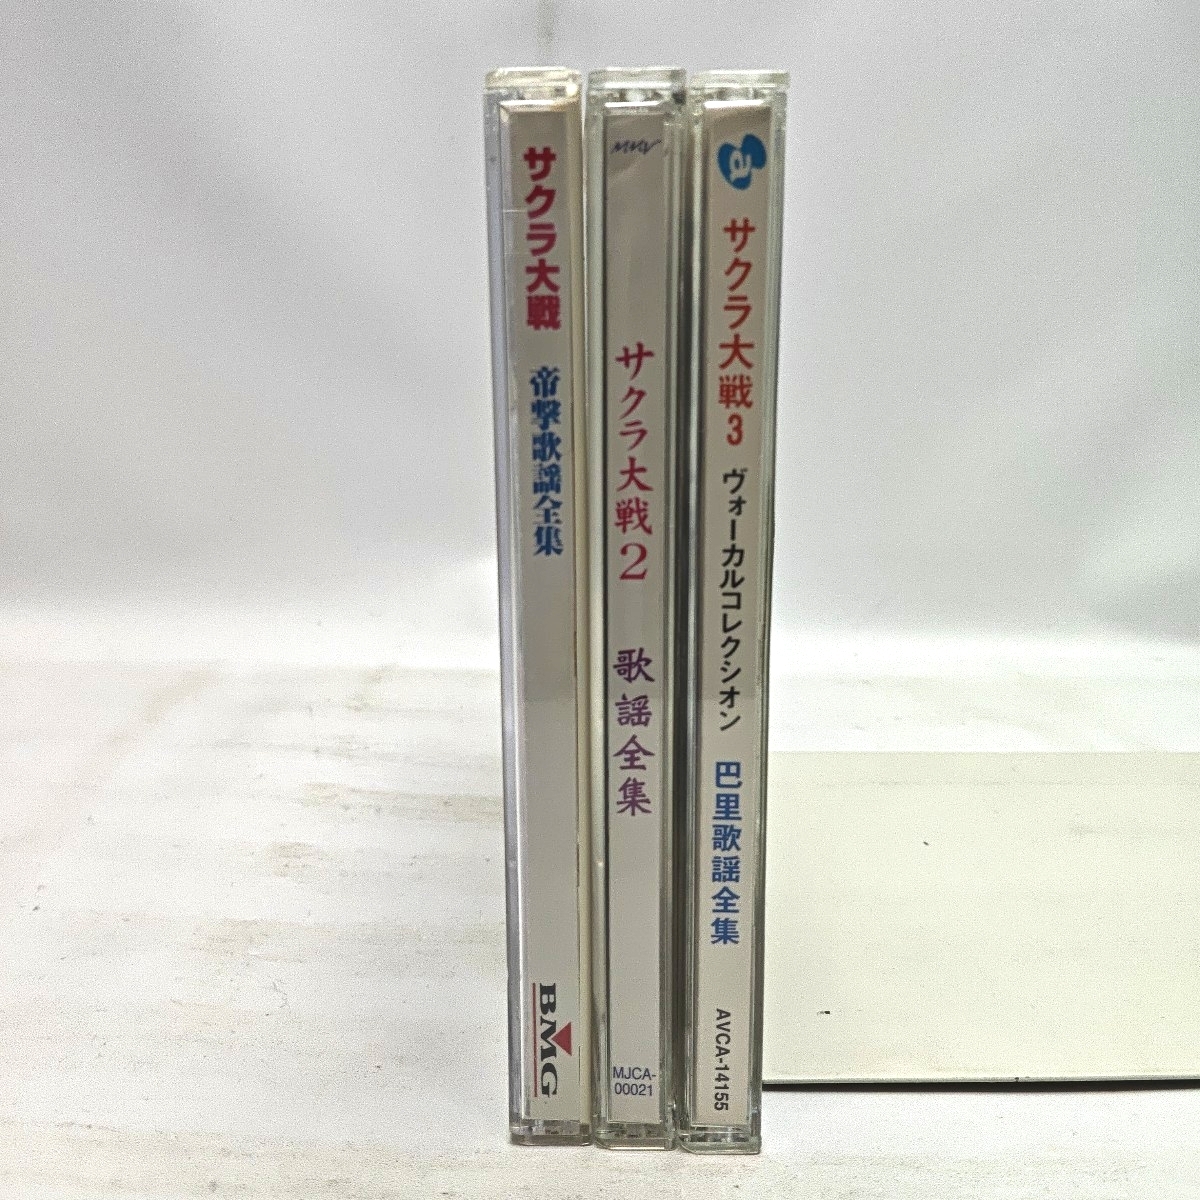 サクラ大戦 帝撃歌謡全集
BMG
サクラ大戦2 歌謡全集
MJCA-
00021
a
サクラ大戦3 ヴォーカルコレクシオン 巴里歌謡全集
AVCA-14155